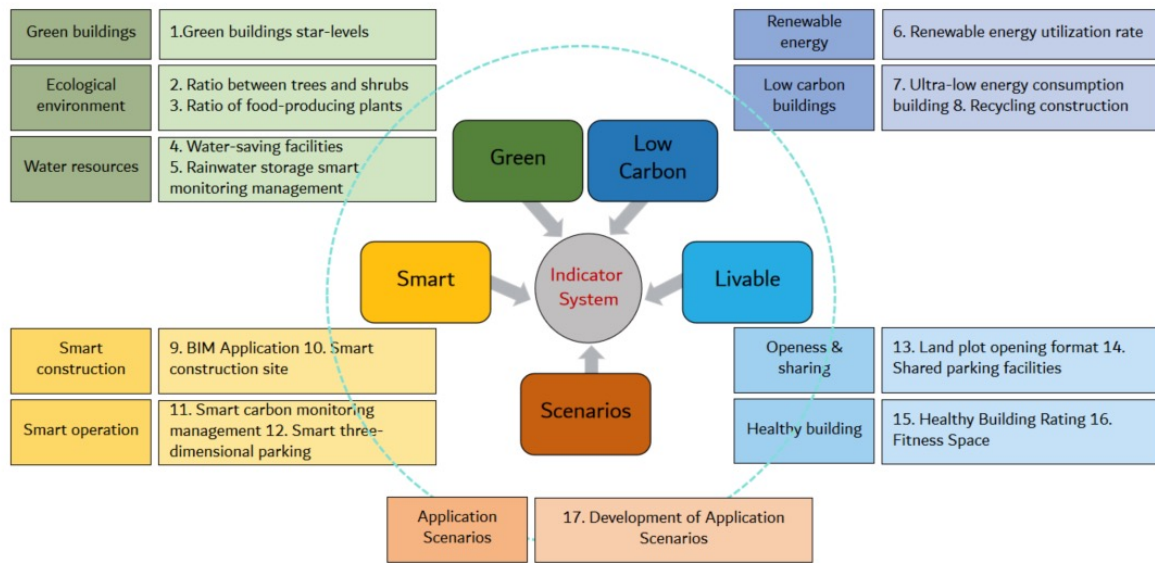 Green buildings
1.Green buildings star-levels
Ecological
environment
2. Ratio between trees and shrubs
3. Ratio of food-producing plants
Water resources
4. Water-saving facilities
5. Rainwater storage smart
monitoring management
Renewable
energy
6. Renewable energy utilization rate
Low carbon
buildings
7. Ultra-low energy consumption
building 8. Recycling construction
Green
Low
Carbon
Smart
Indicator
System
Livable
Scenarios
Smart
construction
9. BIM Application 10. Smart
construction site
Smart operation
11. Smart carbon monitoring
management 12. Smart three-
dimensional parking
Openess &
sharing
13. Land plot opening format 14.
Shared parking facilities
Healthy building
15. Healthy Building Rating 16.
Fitness Space
Application
Scenarios
17. Development of Application
Scenarios